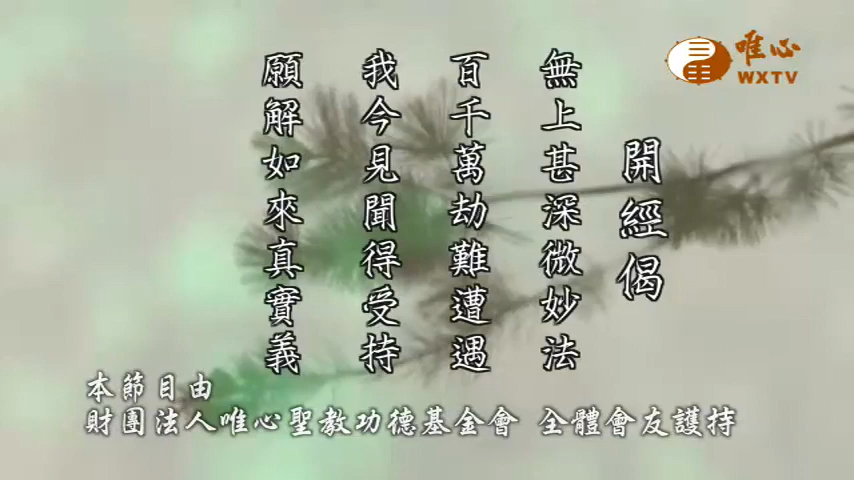 開經偈
無上甚深微妙法
百千萬劫難遭遇
我今見聞得受持
願解如來真實義
本節目由
財團法人唯心聖教功德基金會 全體會友護持
唯心
WXTV